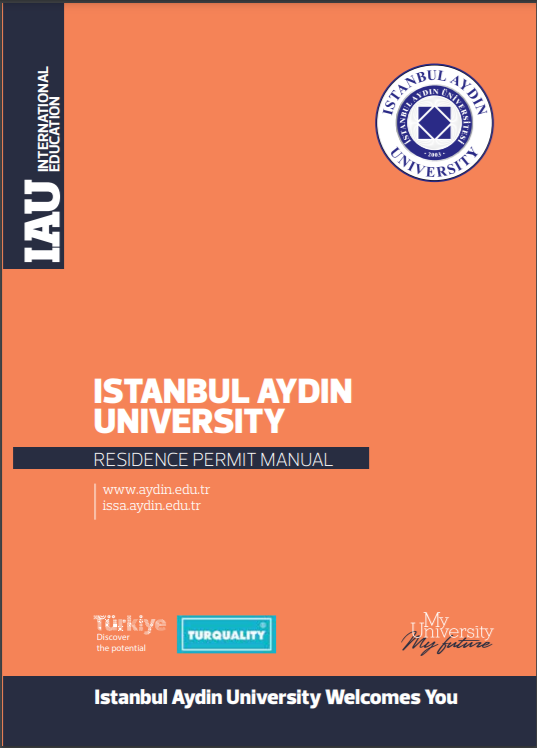 IAU INTERNATIONAL
EDUCATION
ISTANBUL AYDIN
ISTANBUL AYDIN ÜNİVERSİTESİ
• 2003 •
UNIVERSITY
ISTANBUL AYDIN
UNIVERSITY
RESIDENCE PERMIT MANUAL
www.aydin.edu.tr
issa.aydin.edu.tr
Türkiye
Discover
the potential
TURQUALITY
My
University
My future
Istanbul Aydin University Welcomes You